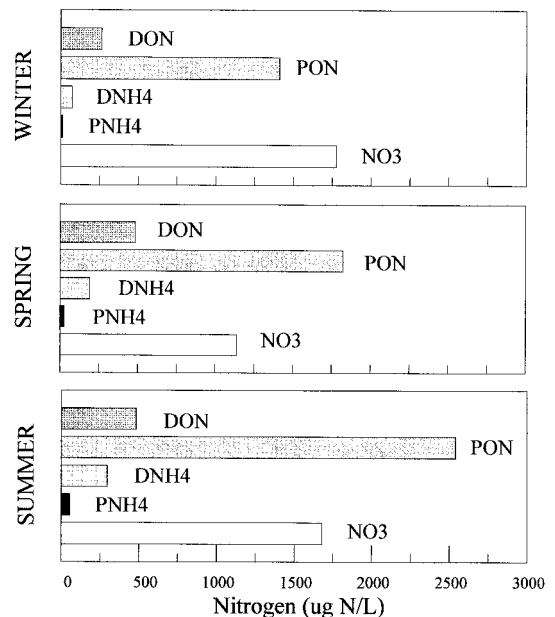 WINTER
DON
PON
DNH4
PNH4
NO3
SPRING
DON
PON
DNH4
PNH4
NO3
SUMMER
DON
PON
DNH4
PNH4
NO3
0 500 1000 1500 2000 2500 3000
Nitrogen (ug N/L)